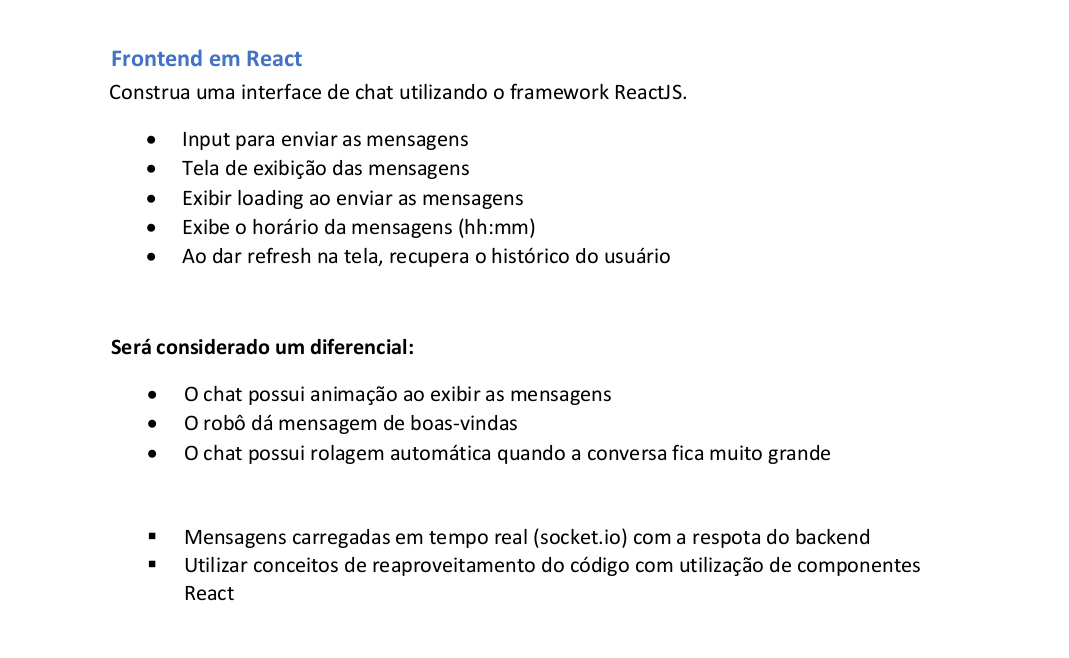 Frontend em React
Construa uma interface de chat utilizando o framework ReactJS.
• Input para enviar as mensagens
• Tela de exibição das mensagens
• Exibir loading ao enviar as mensagens
• Exibe o horário da mensagens (hh:mm)
• Ao dar refresh na tela, recupera o histórico do usuário
Será considerado um diferencial:
• O chat possui animação ao exibir as mensagens
• O robô dá mensagem de boas-vindas
• O chat possui rolagem automática quando a conversa fica muito grande
▪ Mensagens carregadas em tempo real (socket.io) com a respota do backend
▪ Utilizar conceitos de reaproveitamento do código com utilização de componentes
React